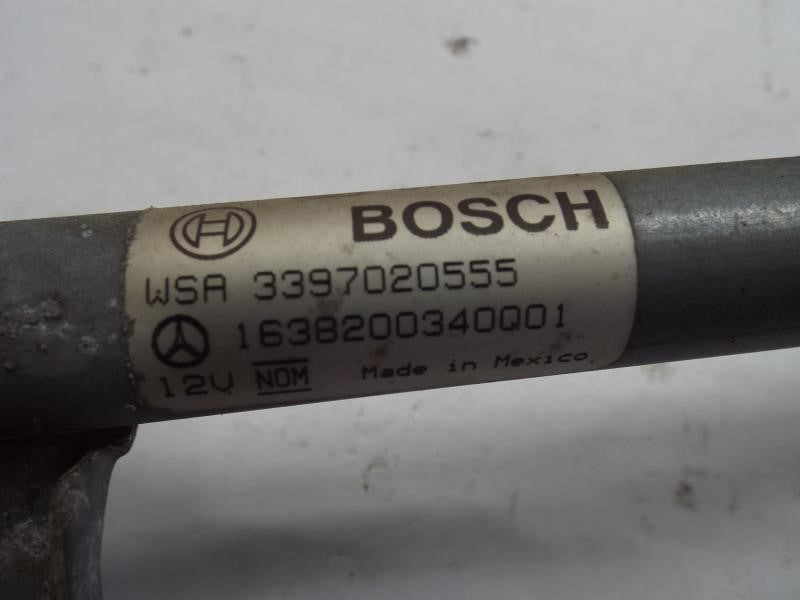 BOSCH
WSA 3397020555
1638200340Q01
12V NOM Made in Mexico